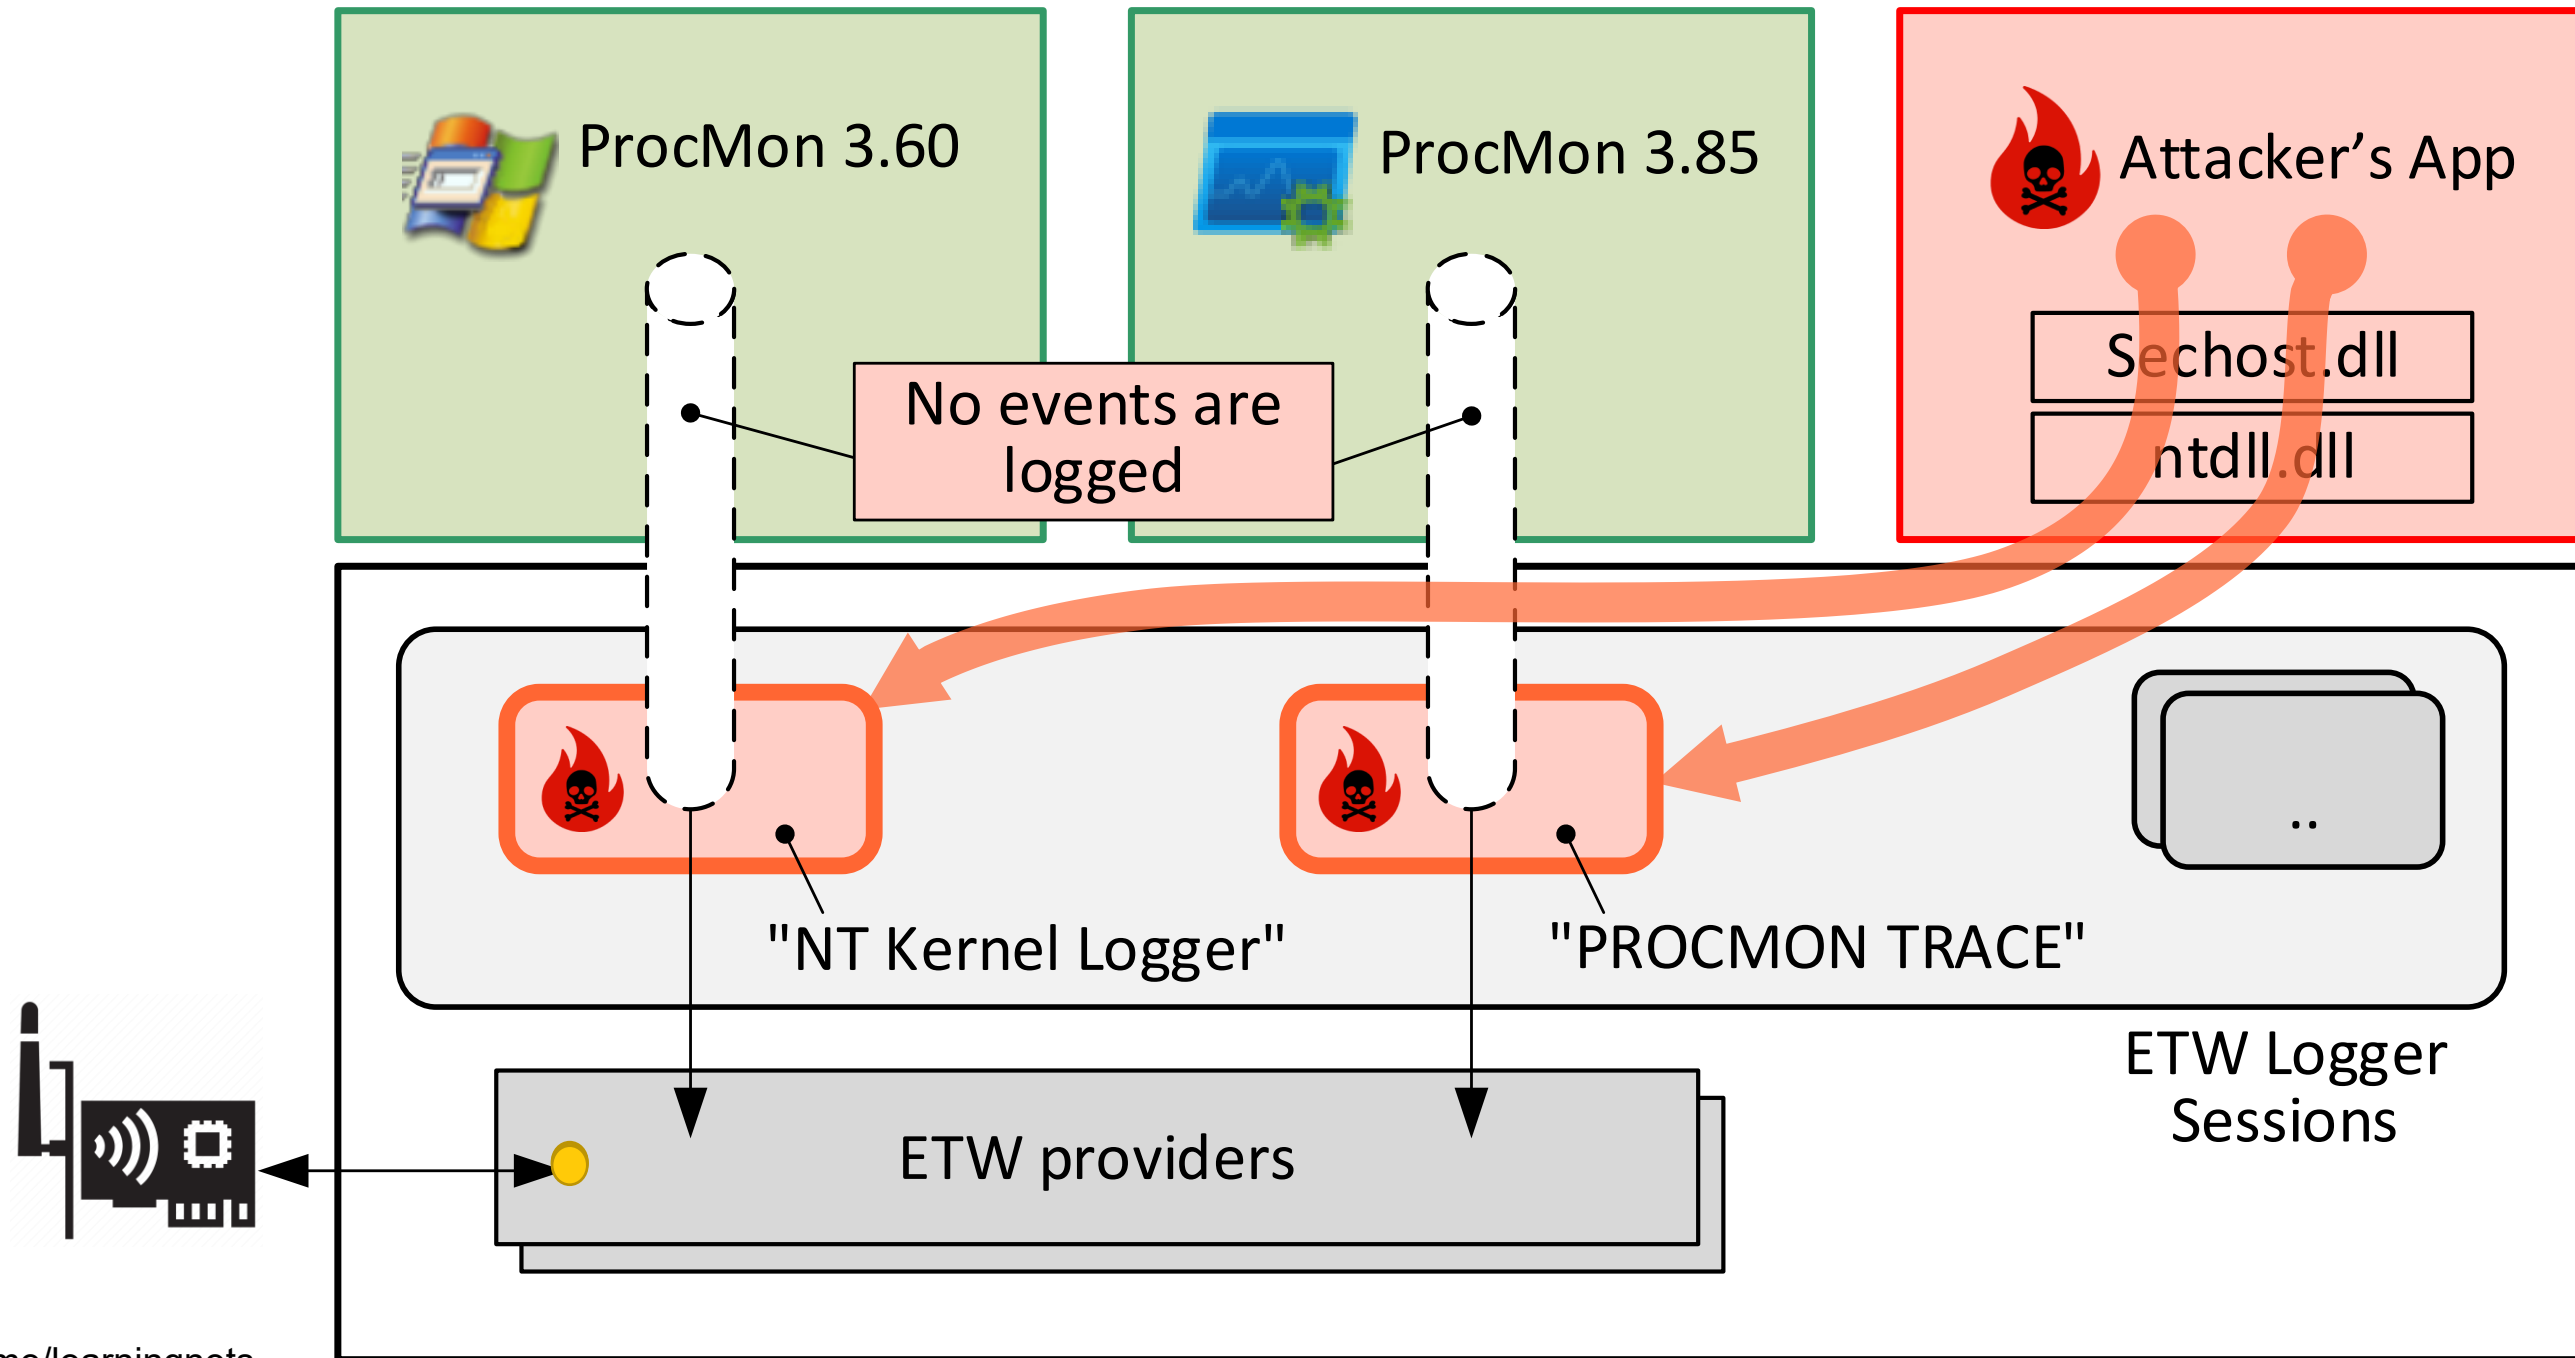 ProcMon 3.60
ProcMon 3.85
Attacker’s App
Sechost.dll
ntdll.dll
No events are
logged
..
"NT Kernel Logger"
"PROCMON TRACE"
ETW Logger
Sessions
ETW providers